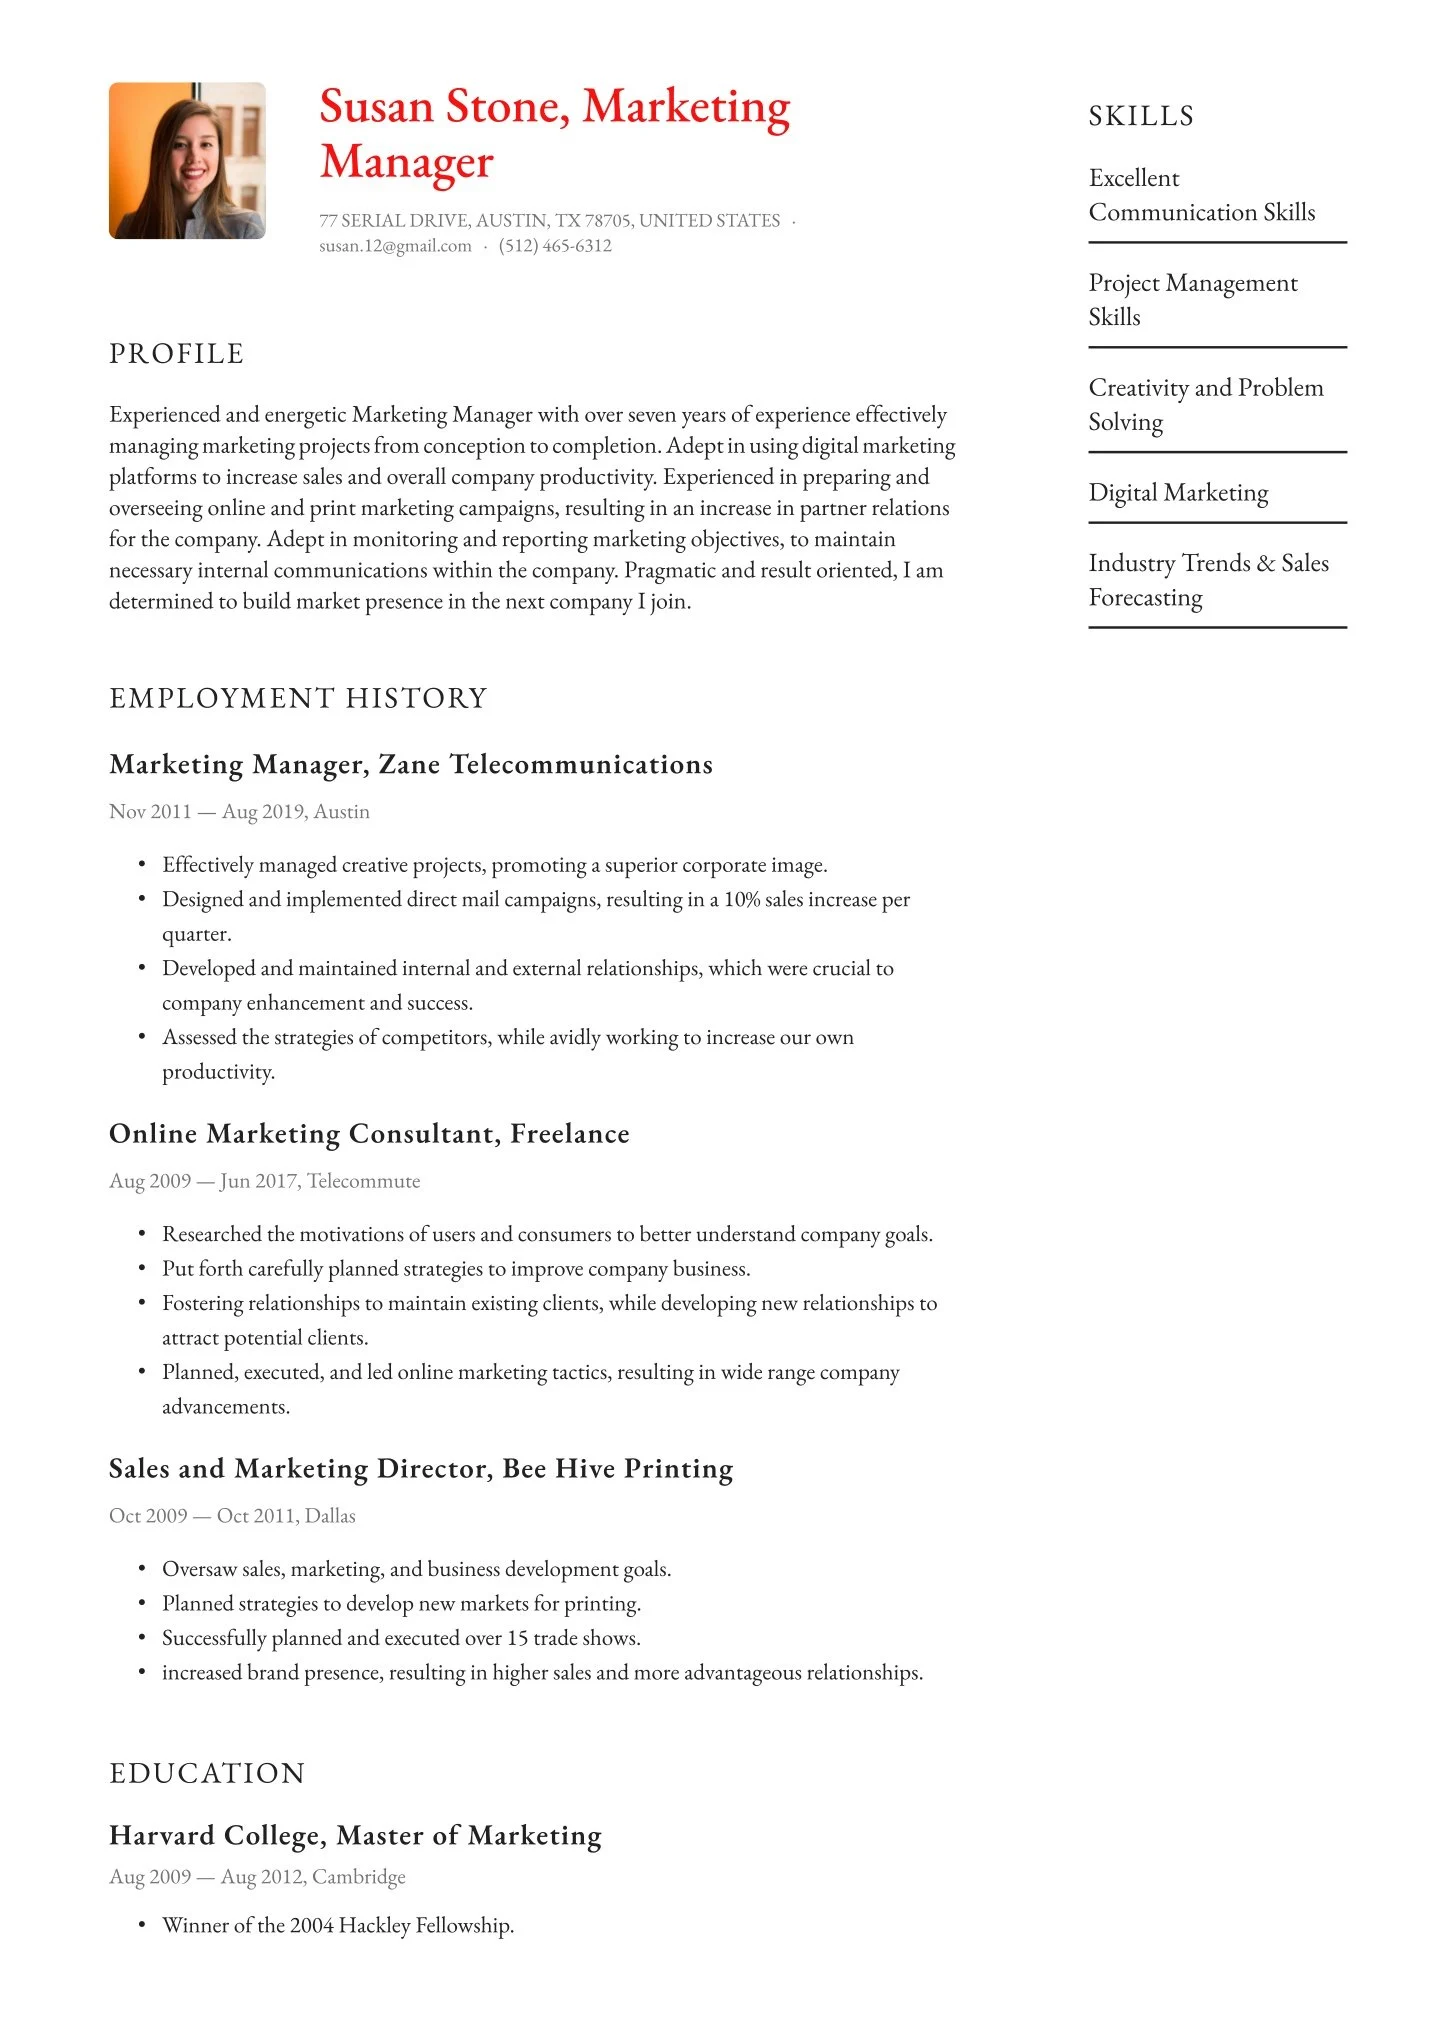 Susan Stone, Marketing
Manager
77 SERIAL DRIVE, AUSTIN, TX 78705, UNITED STATES ·
susan.12@gmail.com · (512) 465-6312
PROFILE
Experienced and energetic Marketing Manager with over seven years of experience effectively
managing marketing projects from conception to completion. Adept in using digital marketing
platforms to increase sales and overall company productivity. Experienced in preparing and
overseeing online and print marketing campaigns, resulting in an increase in partner relations
for the company. Adept in monitoring and reporting marketing objectives, to maintain
necessary internal communications within the company. Pragmatic and result oriented, I am
determined to build market presence in the next company I join.
EMPLOYMENT HISTORY
Marketing Manager, Zane Telecommunications
Nov 2011 — Aug 2019, Austin
• Effectively managed creative projects, promoting a superior corporate image.
• Designed and implemented direct mail campaigns, resulting in a 10% sales increase per
quarter.
• Developed and maintained internal and external relationships, which were crucial to
company enhancement and success.
• Assessed the strategies of competitors, while avidly working to increase our own
productivity.
Online Marketing Consultant, Freelance
Aug 2009 — Jun 2017, Telecommute
• Researched the motivations of users and consumers to better understand company goals.
• Put forth carefully planned strategies to improve company business.
• Fostering relationships to maintain existing clients, while developing new relationships to
attract potential clients.
• Planned, executed, and led online marketing tactics, resulting in wide range company
advancements.
Sales and Marketing Director, Bee Hive Printing
Oct 2009 — Oct 2011, Dallas
• Oversaw sales, marketing, and business development goals.
• Planned strategies to develop new markets for printing.
• Successfully planned and executed over 15 trade shows.
• increased brand presence, resulting in higher sales and more advantageous relationships.
EDUCATION
Harvard College, Master of Marketing
Aug 2009 — Aug 2012, Cambridge
• Winner of the 2004 Hackley Fellowship.
SKILLS
Excellent
Communication Skills
Project Management
Skills
Creativity and Problem
Solving
Digital Marketing
Industry Trends & Sales
Forecasting